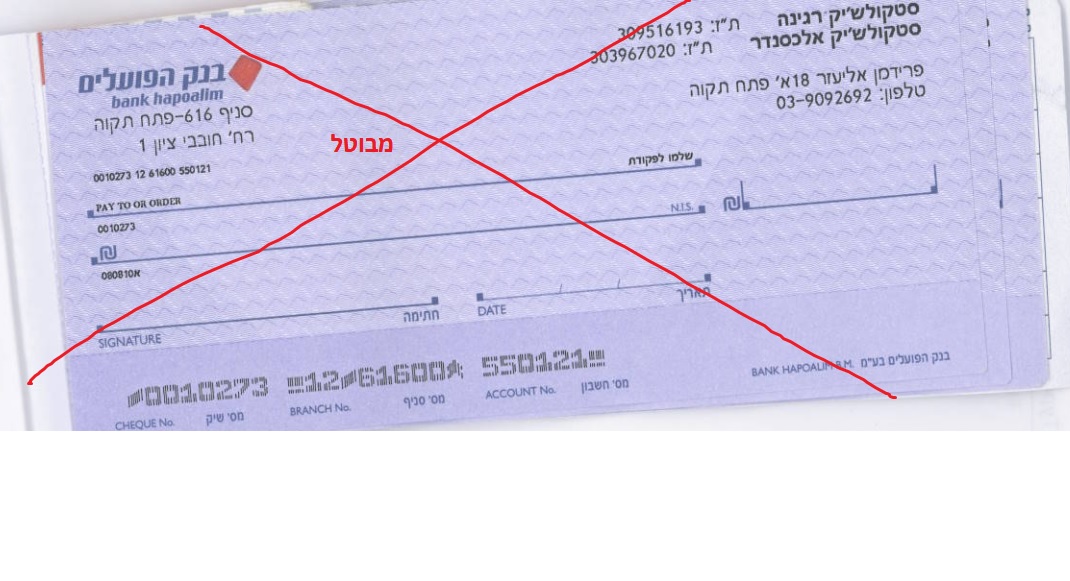 סטקולש'יק רגינה ת"ז: 309516193
סטקולש'יק אלכסנדר ת"ז: 303967020
פרידמן אליעזר 18א' פתח תקוה
טלפון: 03-9092692
בנק הפועלים
bank hapoalim
סניף 616-פתח תקוה
רח' חובבי ציון 1
מבוטל
0010273 12 61600 550121
שלמו לפקודת
PAY TO OR ORDER
0010273
N.I.S. ₪
₪
080810א
תאריך DATE
חתימה SIGNATURE
0010273 12 61600 550121
CHEQUE No. מס' שיק BRANCH No. מס' סניף ACCOUNT No. מס' חשבון BANK HAPOALIM B.M. בנק הפועלים בע"מ